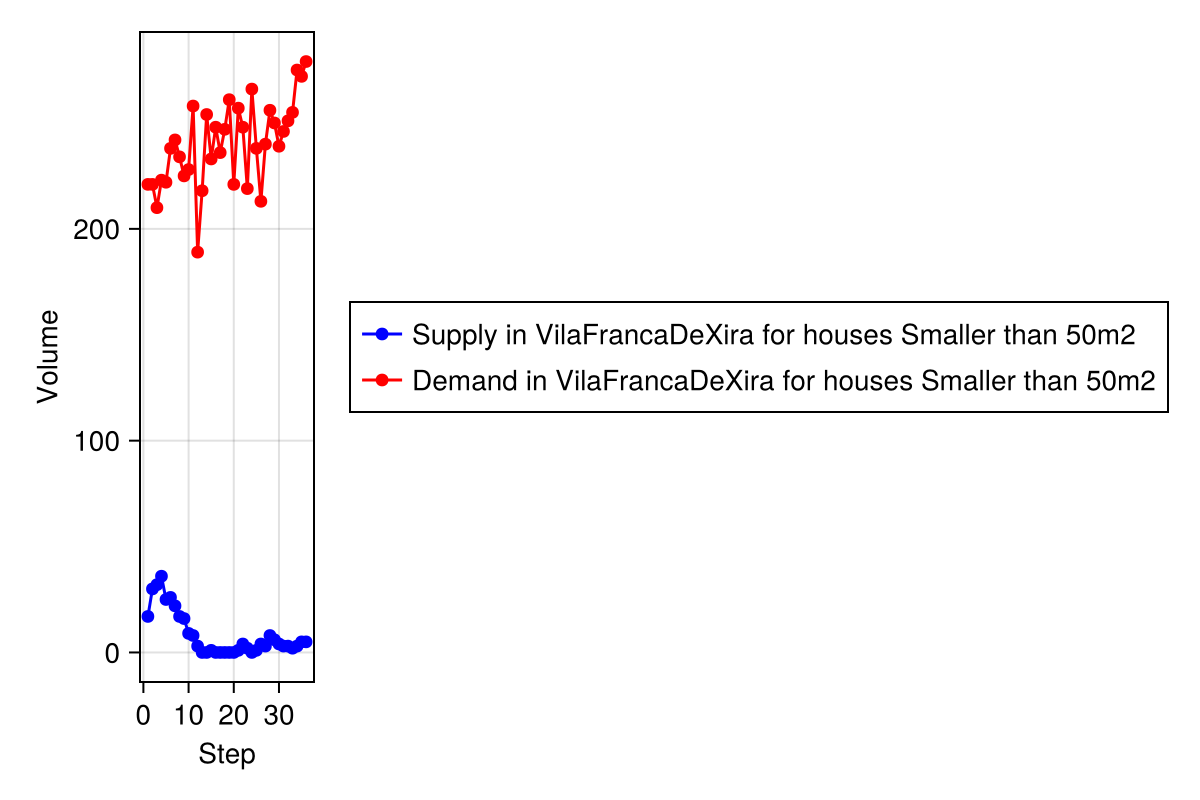 Volume
200
100
0
0 10 20 30
Step
Supply in VilaFrancaDeXira for houses Smaller than 50m2
Demand in VilaFrancaDeXira for houses Smaller than 50m2